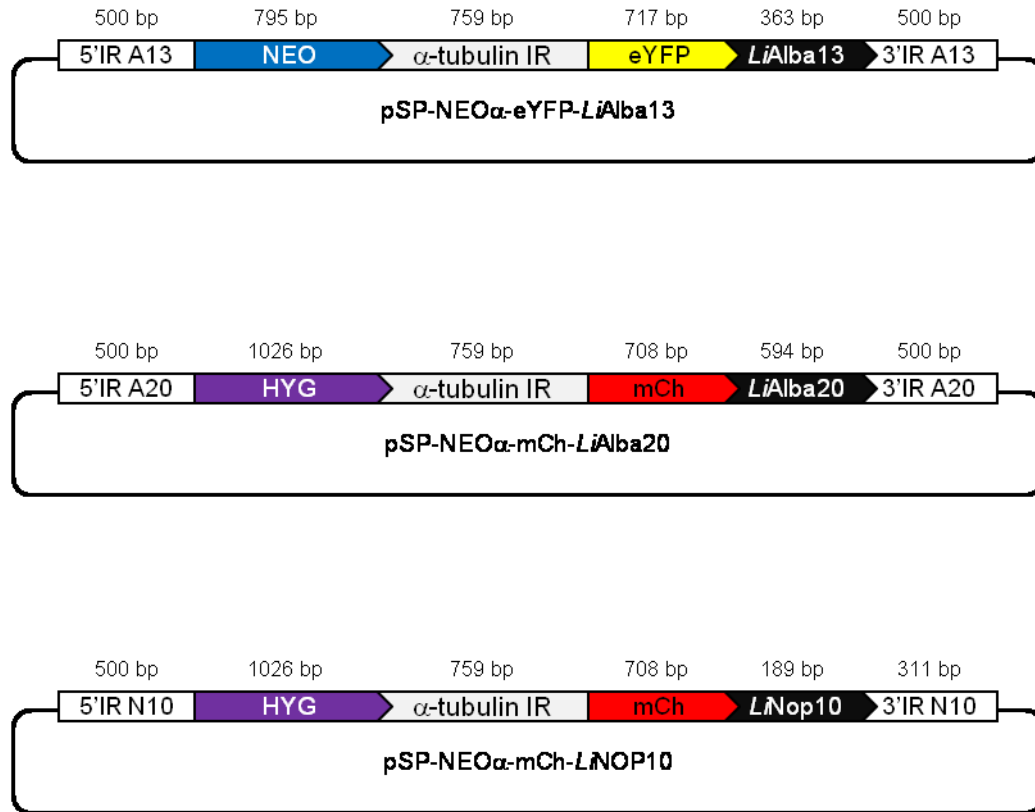 500 bp 795 bp 759 bp 717 bp 363 bp 500 bp
5'IR A13 NEO α-tubulin IR eYFP LiAlba13 3'IR A13
pSP-NEOα-eYFP-LiAlba13
500 bp 1026 bp 759 bp 708 bp 594 bp 500 bp
5'IR A20 HYG α-tubulin IR mCh LiAlba20 3'IR A20
pSP-NEOα-mCh-LiAlba20
500 bp 1026 bp 759 bp 708 bp 189 bp 311 bp
5'IR N10 HYG α-tubulin IR mCh LiNop10 3'IR N10
pSP-NEOα-mCh-LiNOP10